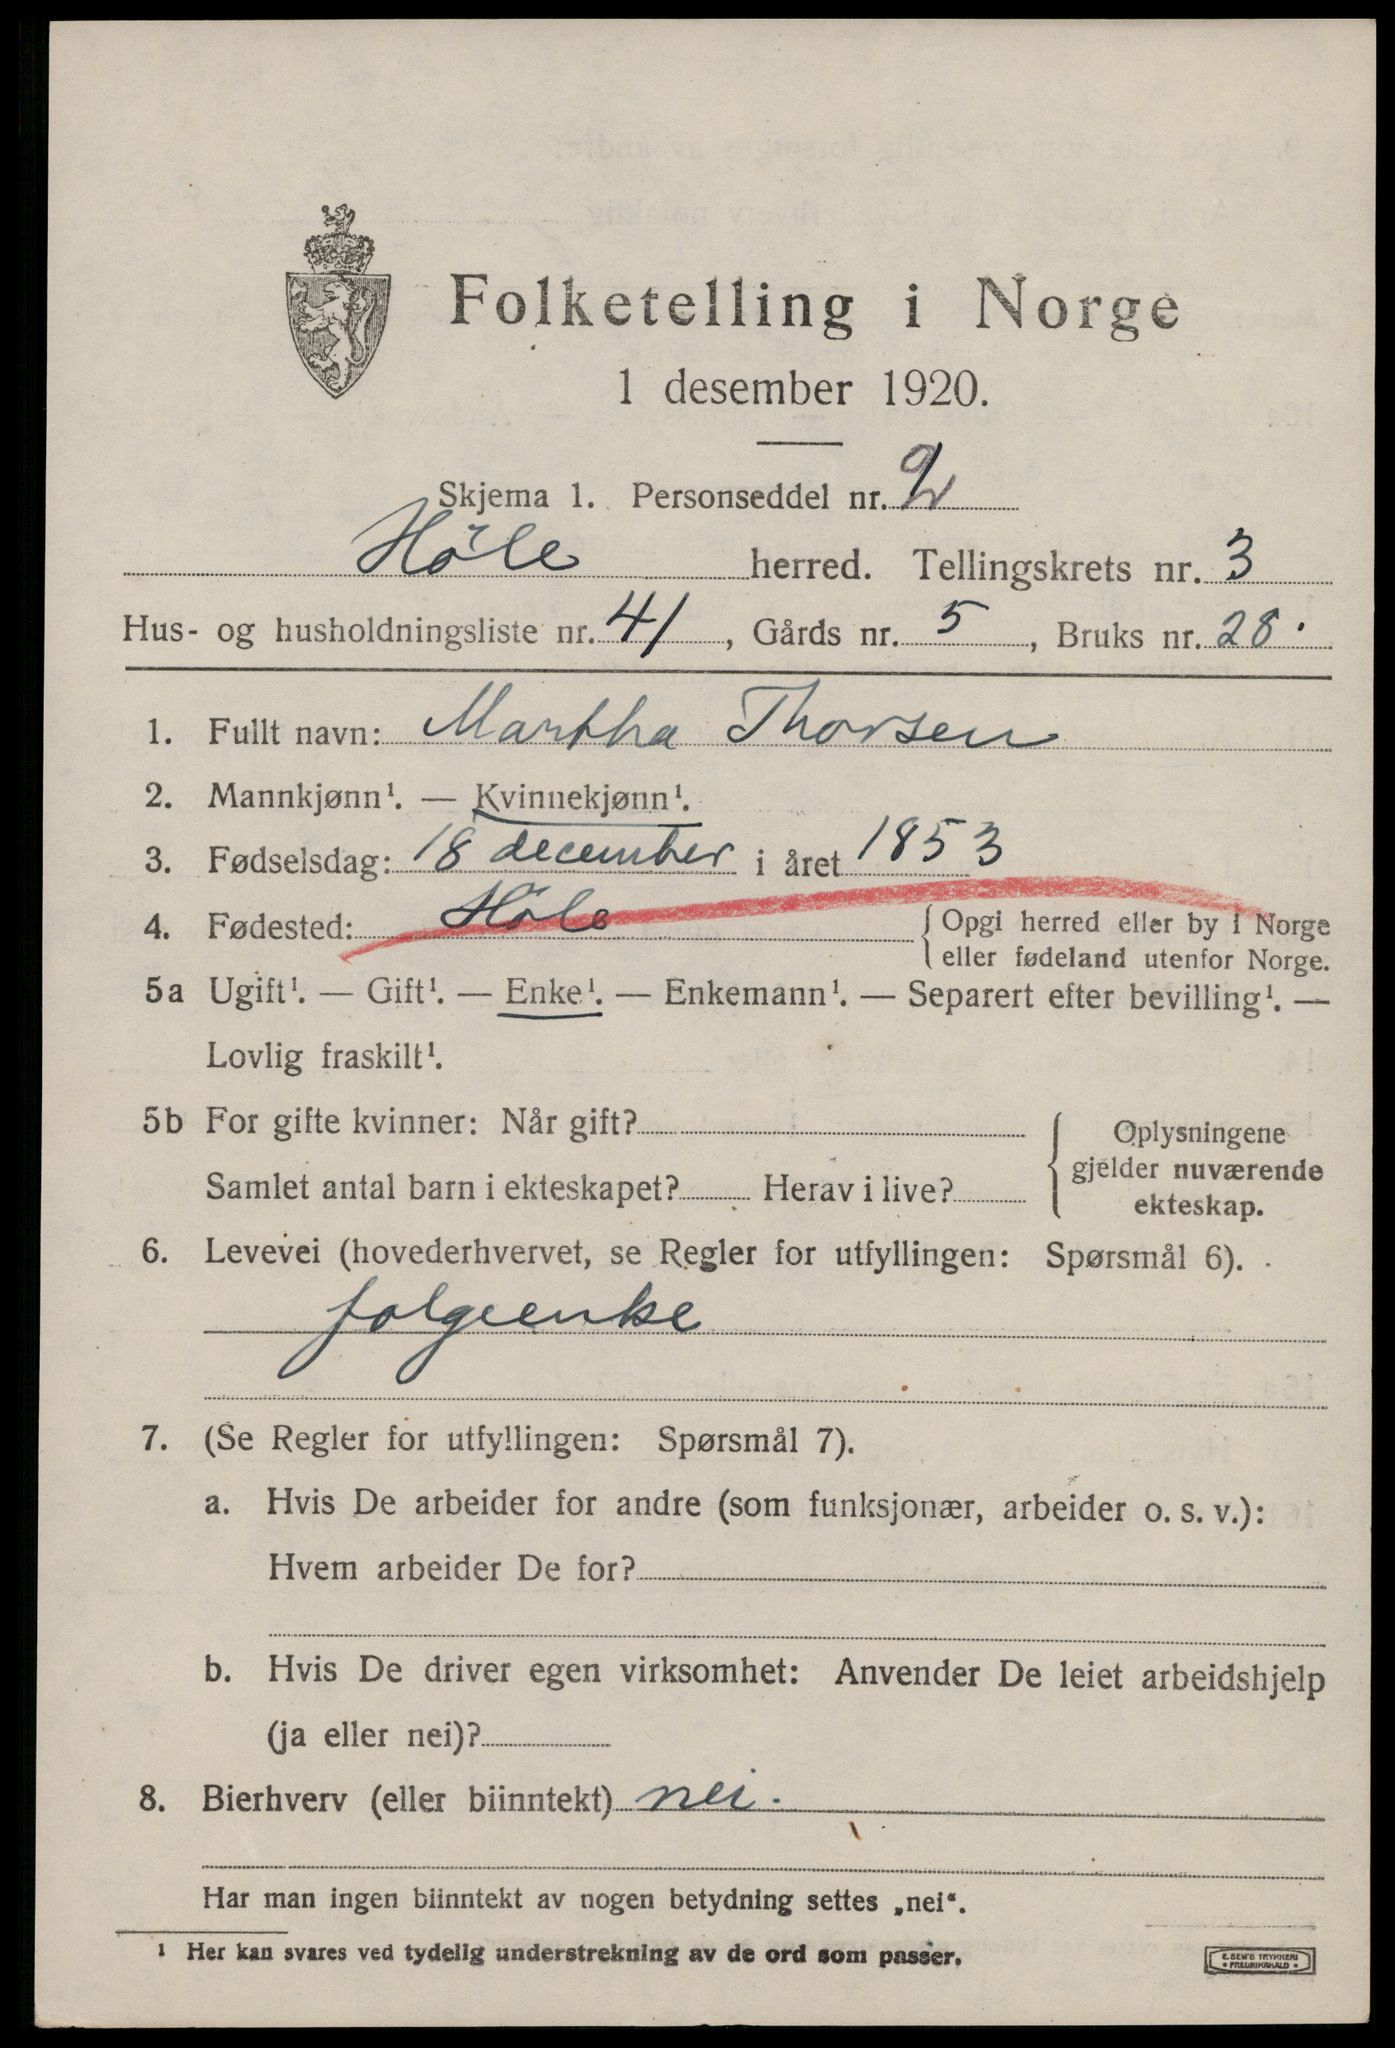 Folketelling i Norge
1 desember 1920.
Skjema 1. Personseddel nr. 2
Höle herred. Tellingskrets nr. 3
Hus- og husholdningsliste nr. 41, Gårds nr. 5, Bruks nr. 28.
1. Fullt navn: Martha Thorsen
2. Mannkjønn¹. — Kvinnekjønn¹.
3. Fødselsdag: 18 december i året 1853
4. Fødested: Höle { Opgi herred eller by i Norge
eller fødeland utenfor Norge.
5a Ugift¹. — Gift¹. — Enke¹. — Enkemann¹. — Separert efter bevilling¹. —
Lovlig fraskilt¹.
5b For gifte kvinner: Når gift?
Samlet antal barn i ekteskapet? Herav i live?
{ Oplysningene
gjelder nuværende
ekteskap.
6. Levevei (hovederhvervet, se Regler for utfyllingen: Spørsmål 6).
folgeenke
7. (Se Regler for utfyllingen: Spørsmål 7).
a. Hvis De arbeider for andre (som funksjonær, arbeider o. s. v.):
Hvem arbeider De for?
b. Hvis De driver egen virksomhet: Anvender De leiet arbeidshjelp
(ja eller nei)?
8. Bierhverv (eller biinntekt) nei.
Har man ingen biinntekt av nogen betydning settes „nei“.
¹ Her kan svares ved tydelig understrekning av de ord som passer.
E. SEM'S TRYKKERI
• FREDRIKSHALD •